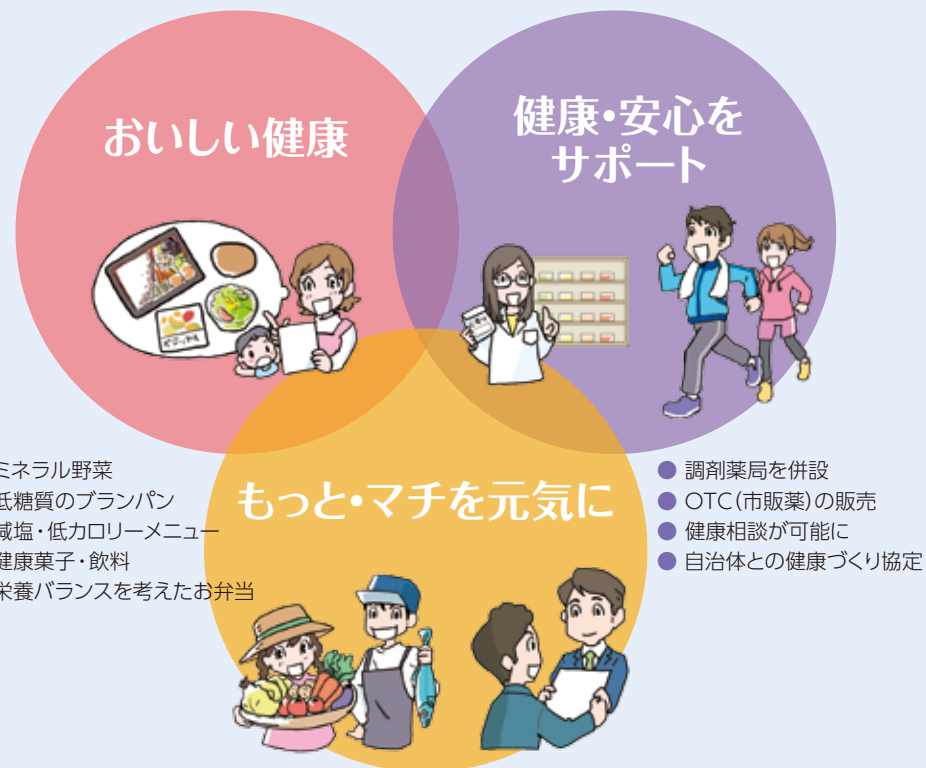 おいしい健康
健康・安心を
サポート
ミネラル野菜
低糖質のブランパン
減塩・低カロリーメニュー
健康菓子・飲料
栄養バランスを考えたお弁当
もっと・マチを元気に
● 調剤薬局を併設
● OTC（市販薬）の販売
● 健康相談が可能に
● 自治体との健康づくり協定